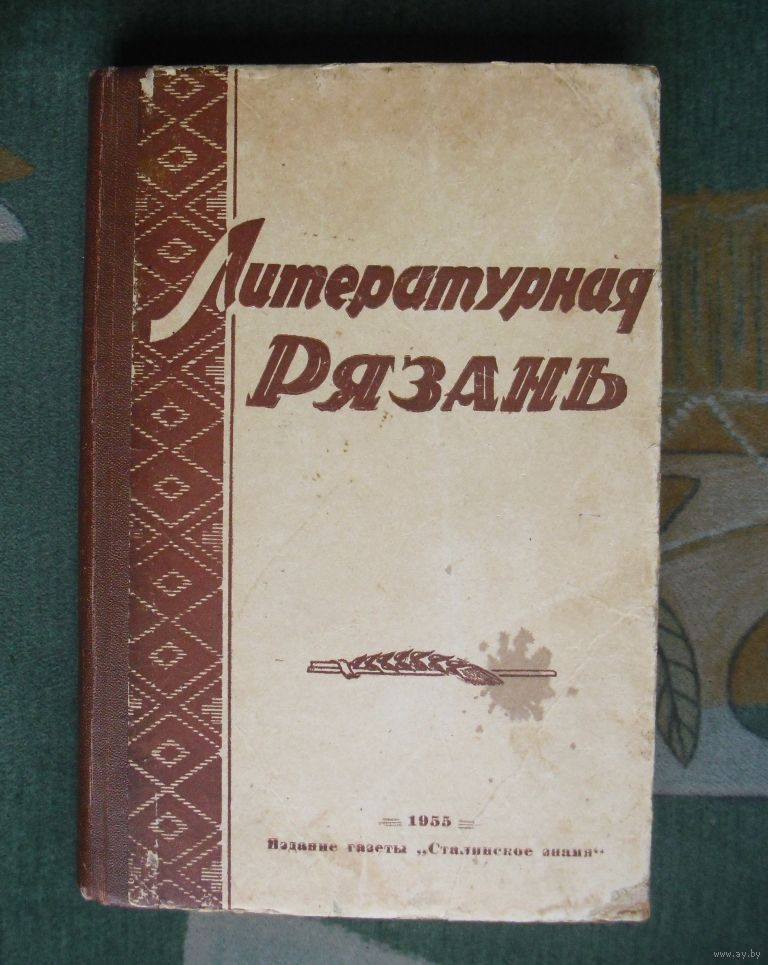 Литературная
Рязань
1955
Издание газеты „Сталинское знамя“
www.ay.by